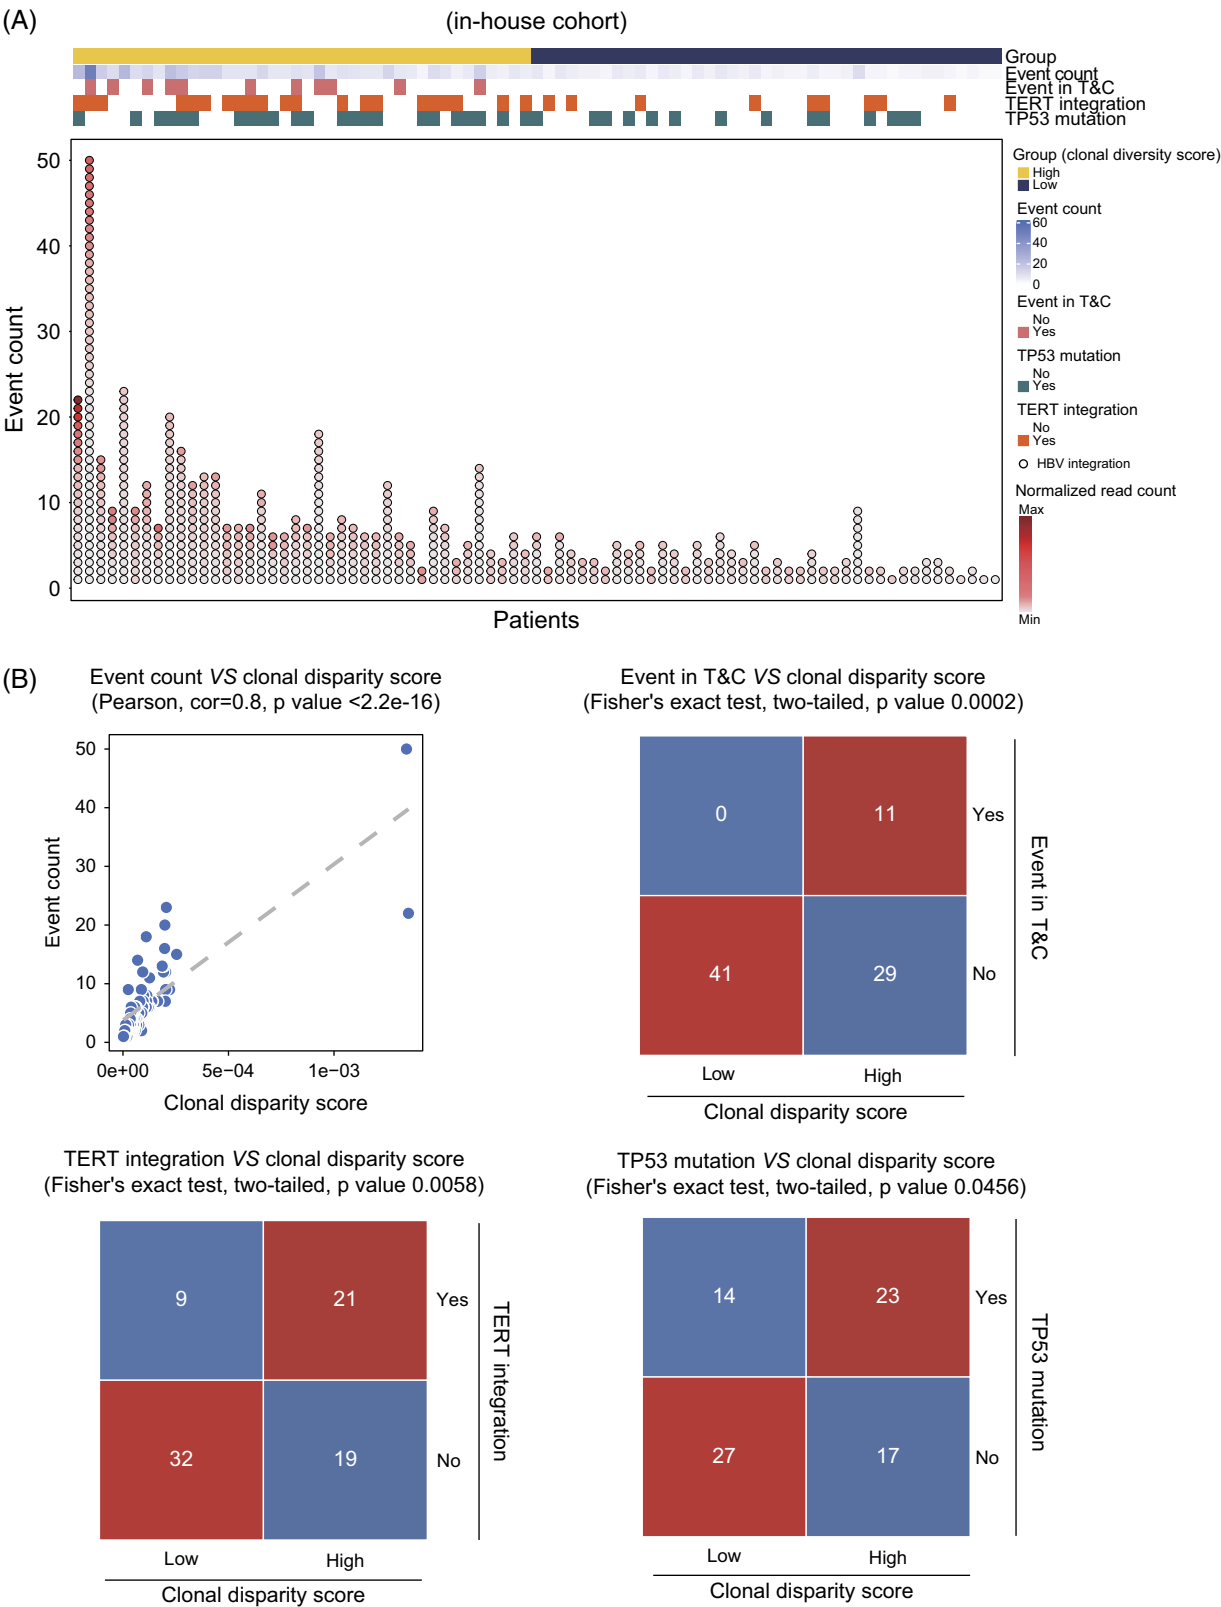 (A)
(in-house cohort)
Group
Event count
Event in T&C
TERT integration
TP53 mutation
50
40
30
20
10
0
Event count
Patients
Group (clonal diversity score)
High
Low
Event count
60
40
20
0
Event in T&C
No
Yes
TP53 mutation
No
Yes
TERT integration
No
Yes
HBV integration
Normalized read count
Max
Min
(B)
Event count VS clonal disparity score
(Pearson, cor=0.8, p value <2.2e-16)
50
40
30
20
10
0
Event count
0e+00
5e−04
1e−03
Clonal disparity score
Event in T&C VS clonal disparity score
(Fisher's exact test, two-tailed, p value 0.0002)
0
11
Yes
41
29
No
Event in T&C
Low
High
Clonal disparity score
TERT integration VS clonal disparity score
(Fisher's exact test, two-tailed, p value 0.0058)
9
21
Yes
32
19
No
TERT integration
Low
High
Clonal disparity score
TP53 mutation VS clonal disparity score
(Fisher's exact test, two-tailed, p value 0.0456)
14
23
Yes
27
17
No
TP53 mutation
Low
High
Clonal disparity score